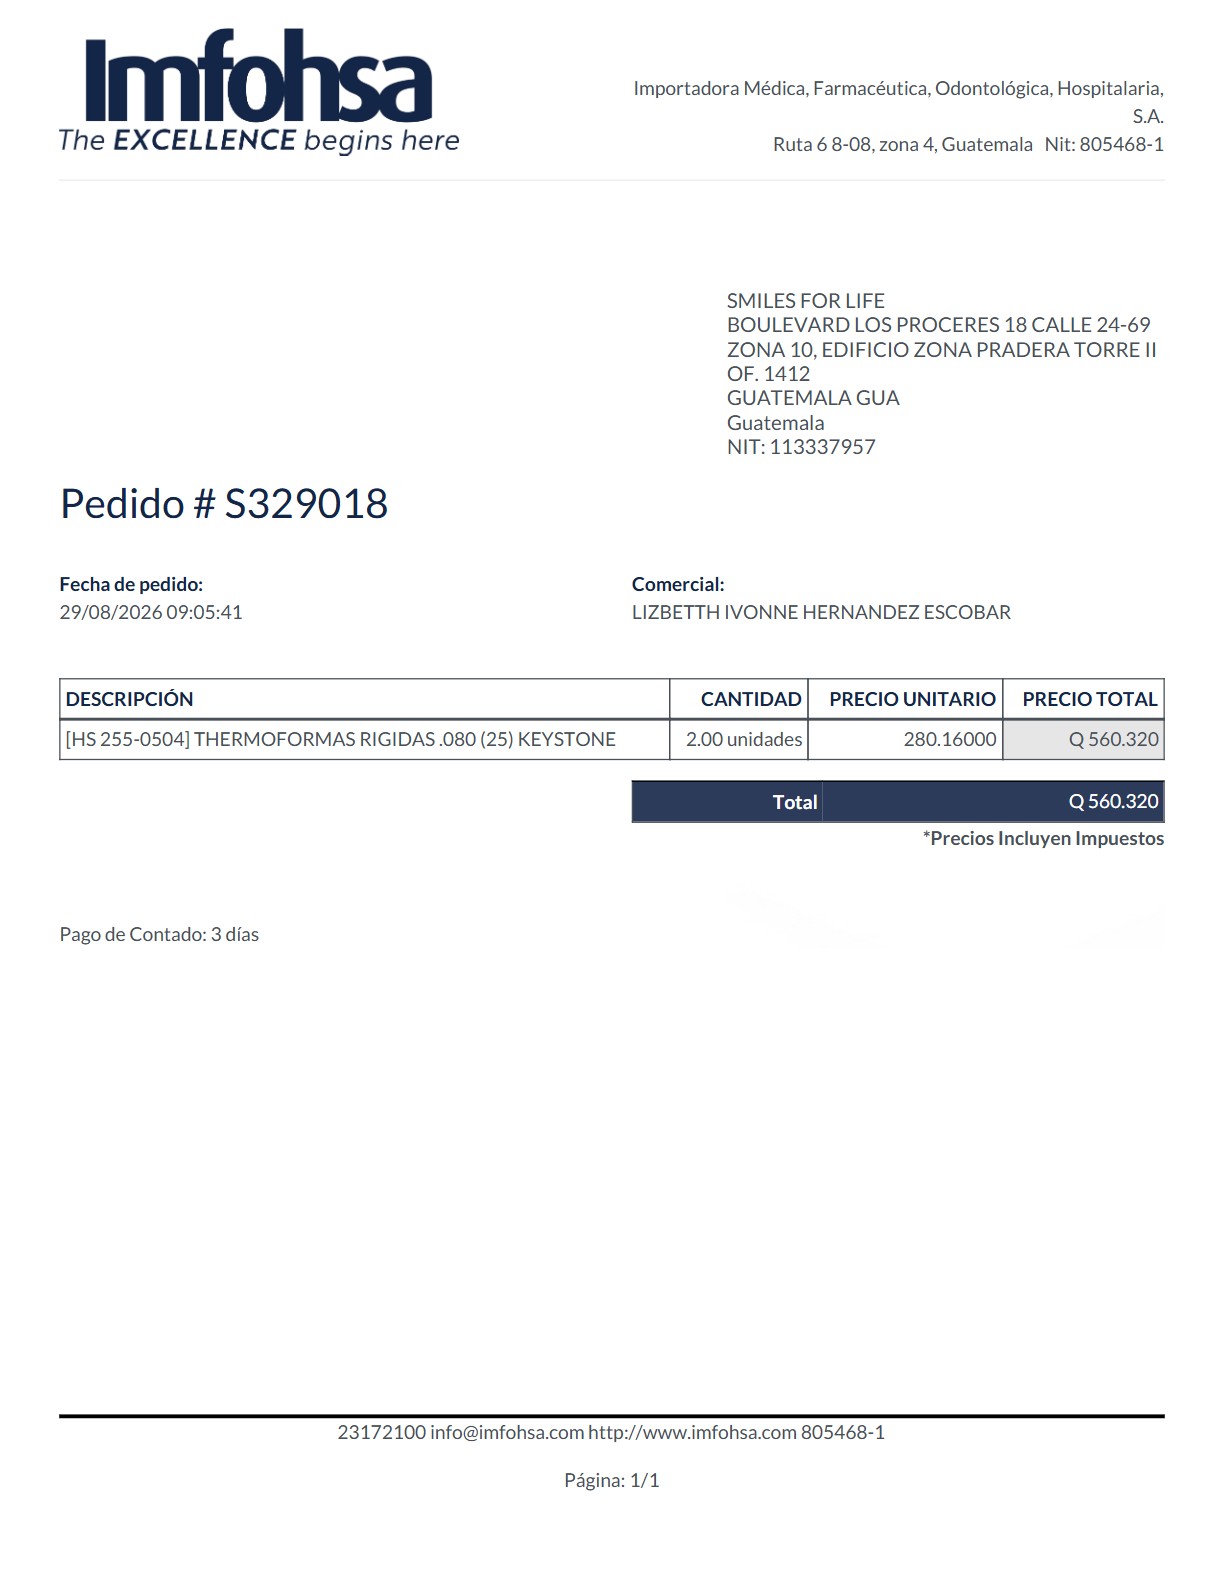 Imfohsa
The EXCELLENCE begins here
Importadora Médica, Farmacéutica, Odontológica, Hospitalaria,
S.A.
Ruta 6 8-08, zona 4, Guatemala Nit: 805468-1
SMILES FOR LIFE
BOULEVARD LOS PROCERES 18 CALLE 24-69
ZONA 10, EDIFICIO ZONA PRADERA TORRE II
OF. 1412
GUATEMALA GUA
Guatemala
NIT: 113337957
Pedido # S329018
Fecha de pedido: Comercial:
29/08/2026 09:05:41 LIZBETTH IVONNE HERNANDEZ ESCOBAR
DESCRIPCIÓN CANTIDAD PRECIO UNITARIO PRECIO TOTAL
[HS 255-0504] THERMOFORMAS RIGIDAS .080 (25) KEYSTONE 2.00 unidades 280.16000 Q 560.320
Total Q 560.320
*Precios Incluyen Impuestos
Pago de Contado: 3 días
23172100 info@imfohsa.com http://www.imfohsa.com 805468-1
Página: 1/1